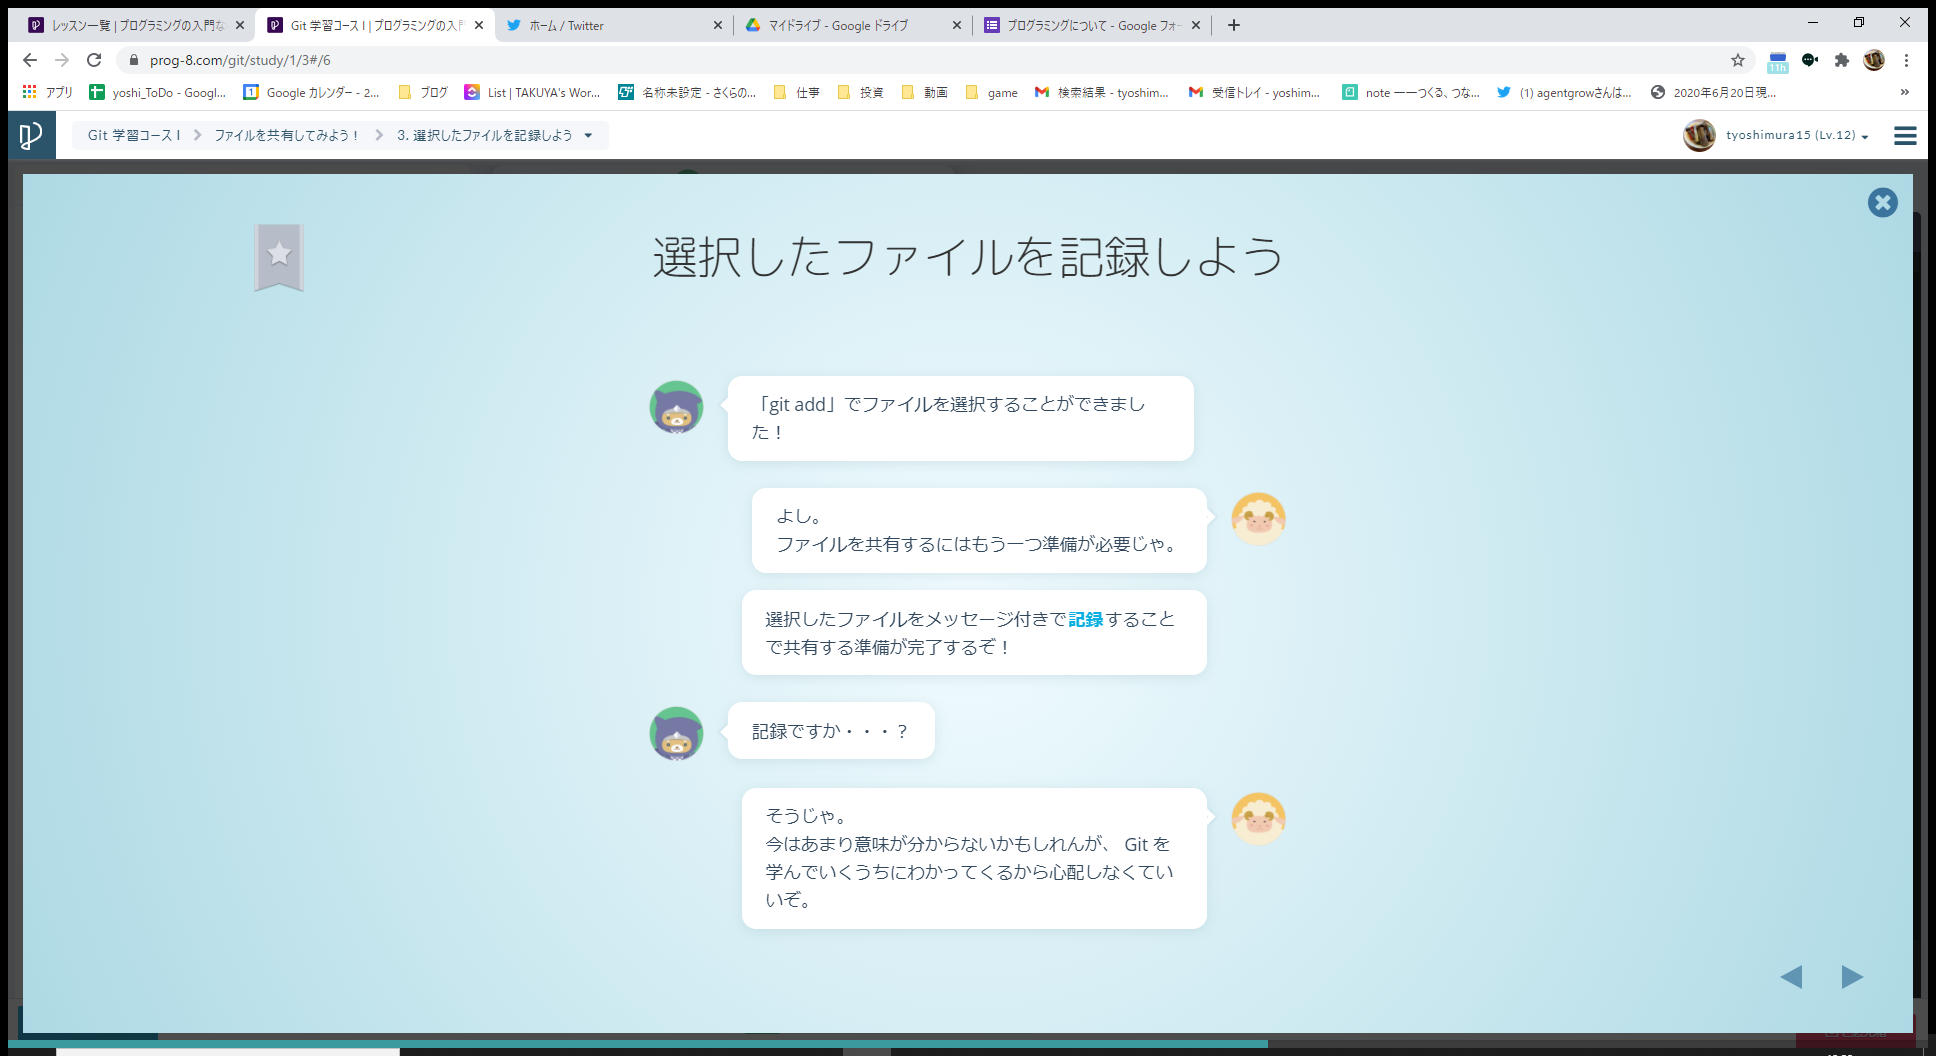 レッスン一覧 | プログラミングの入門な
Git 学習コース I | プログラミングの入門
ホーム / Twitter
マイドライブ - Google ドライブ
プログラミングについて - Google フォー
prog-8.com/git/study/1/3#/6
11h
アプリ
yoshi_ToDo - Googl...
Google カレンダー - 2...
ブログ
List | TAKUYA's Wor...
名称未設定 - さくらの...
仕事
投資
動画
game
検索結果 - tyoshim...
受信トレイ - yoshim...
note ーーつくる、つな...
(1) agentgrowさんは...
2020年6月20日現...
Git 学習コース I
ファイルを共有してみよう！
3. 選択したファイルを記録しよう
tyoshimura15 (Lv.12)
選択したファイルを記録しよう
「git add」でファイルを選択することができまし
た！
よし。
ファイルを共有するにはもう一つ準備が必要じゃ。
選択したファイルをメッセージ付きで記録すること
で共有する準備が完了するぞ！
記録ですか・・・？
そうじゃ。
今はあまり意味が分からないかもしれんが、 Git を
学んでいくうちにわかってくるから心配しなくてい
いぞ。